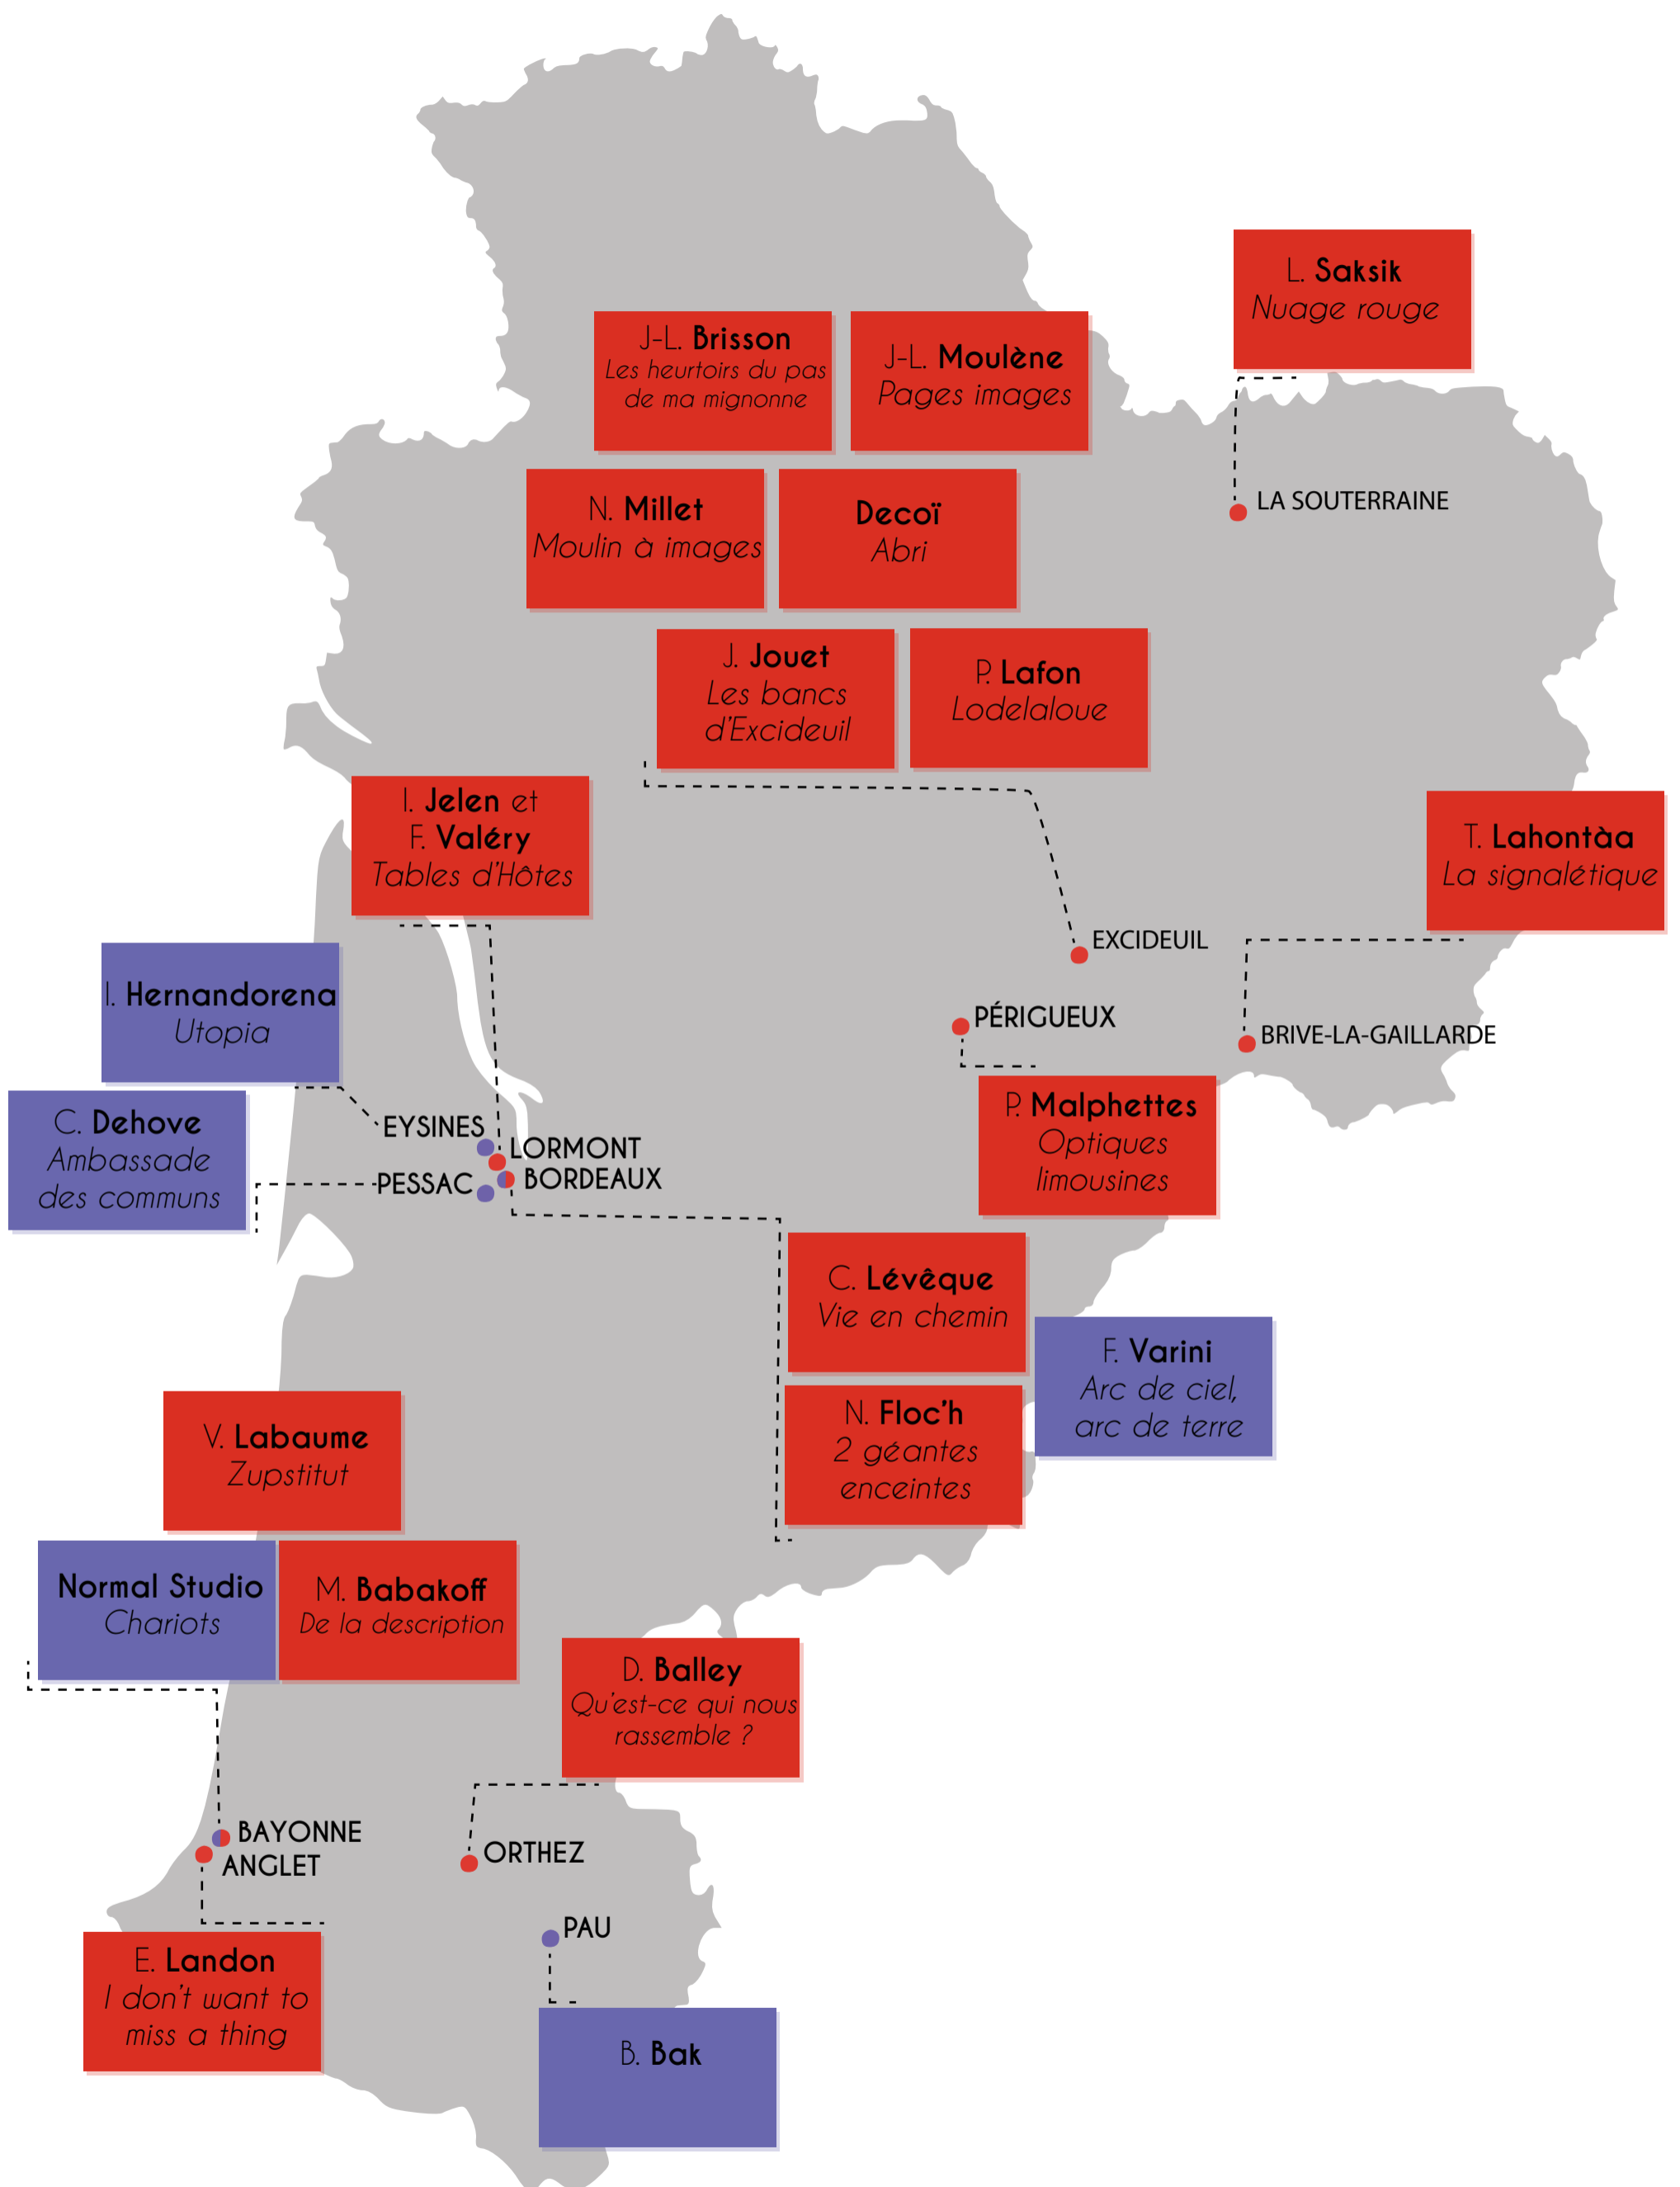 L. Saksik
Nuage rouge
J-L. Brisson
Les heurtoirs du pas
de ma mignonne
J-L. Moulène
Pages images
N. Millet
Moulin à images
Decoï
Abri
LA SOUTERRAINE
J. Jouet
Les bancs
d'Excideuil
P. Lafon
Lodelaloue
I. Jelen et
F. Valéry
Tables d'Hôtes
T. Lahontàa
La signalétique
EXCIDEUIL
I. Hernandorena
Utopia
PÉRIGUEUX
BRIVE-LA-GAILLARDE
C. Dehove
Ambassade
des communs
EYSINES
LORMONT
BORDEAUX
PESSAC
P. Malphettes
Optiques
limousines
C. Lévêque
Vie en chemin
F. Varini
Arc de ciel,
arc de terre
N. Floc'h
2 géantes
enceintes
V. Labaume
Zupstitut
Normal Studio
Chariots
M. Babakoff
De la description
D. Balley
Qu'est-ce qui nous
rassemble ?
BAYONNE
ANGLET
ORTHEZ
PAU
E. Landon
I don't want to
miss a thing
B. Bak